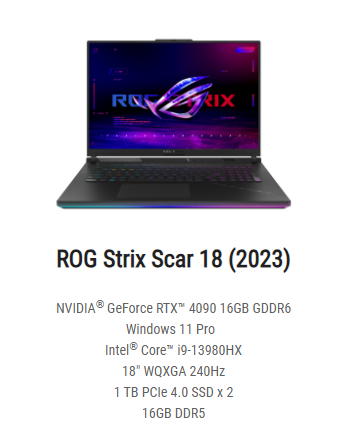 ROG STRIX
ROG Strix Scar 18 (2023)
NVIDIA® GeForce RTX™ 4090 16GB GDDR6
Windows 11 Pro
Intel® Core™ i9-13980HX
18" WQXGA 240Hz
1 TB PCIe 4.0 SSD x 2
16GB DDR5